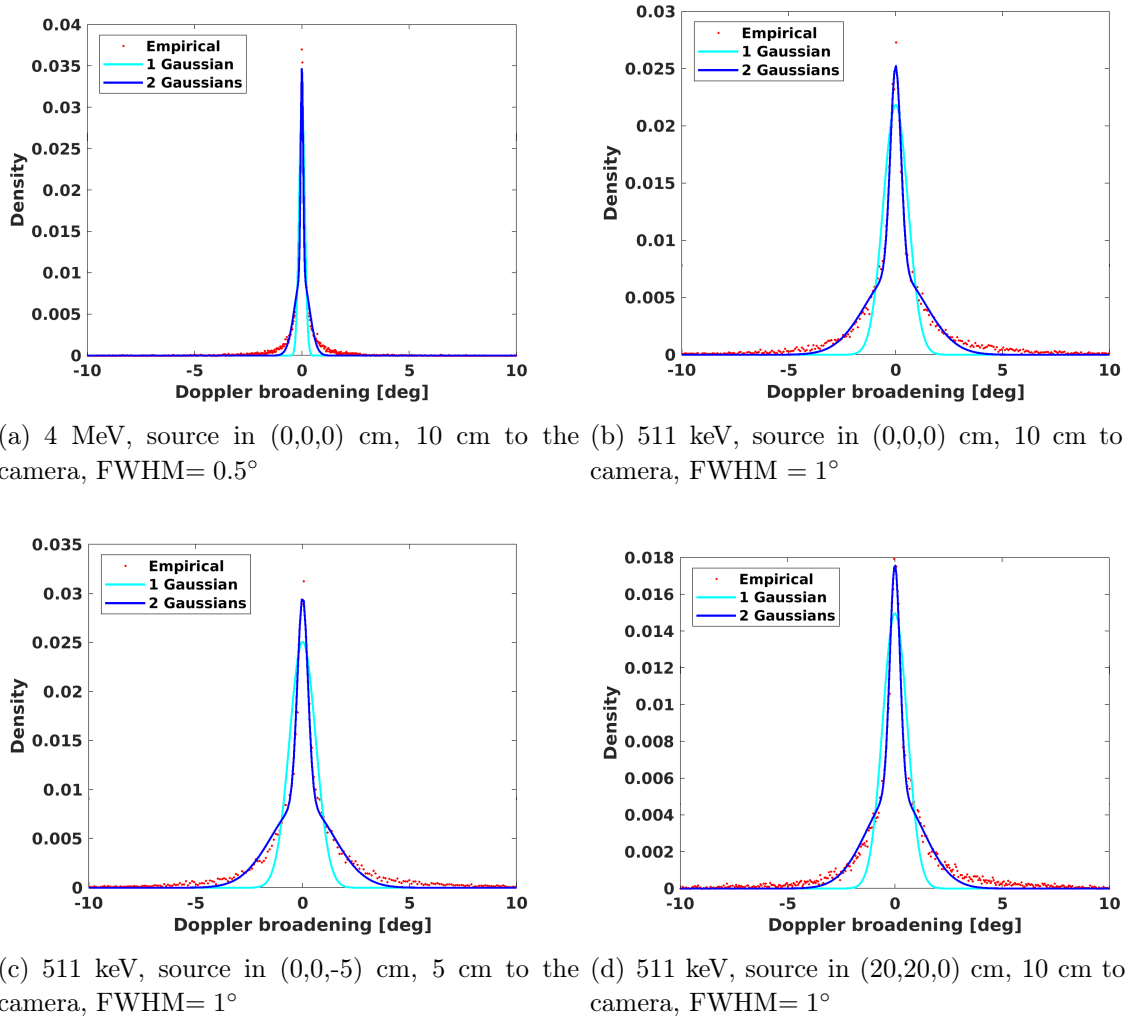 0.04
0.035
0.03
0.025
0.02
0.015
0.01
0.005
0
Density
Empirical
1 Gaussian
2 Gaussians
-10 -5 0 5 10
Doppler broadening [deg]
0.03
0.025
0.02
0.015
0.01
0.005
0
Density
Empirical
1 Gaussian
2 Gaussians
-10 -5 0 5 10
Doppler broadening [deg]
(a) 4 MeV, source in (0,0,0) cm, 10 cm to the
camera, FWHM= 0.5°
(b) 511 keV, source in (0,0,0) cm, 10 cm to
camera, FWHM = 1°
0.035
0.03
0.025
0.02
0.015
0.01
0.005
0
Density
Empirical
1 Gaussian
2 Gaussians
-10 -5 0 5 10
Doppler broadening [deg]
0.018
0.016
0.014
0.012
0.01
0.008
0.006
0.004
0.002
0
Density
Empirical
1 Gaussian
2 Gaussians
-10 -5 0 5 10
Doppler broadening [deg]
(c) 511 keV, source in (0,0,-5) cm, 5 cm to the
camera, FWHM= 1°
(d) 511 keV, source in (20,20,0) cm, 10 cm to
camera, FWHM= 1°